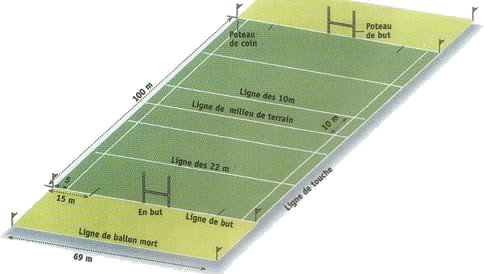 Poteau
de coin
Poteau
de but
100 m
Ligne des 10m
Ligne de milieu de terrain
10 m
Ligne des 22 m
Ligne de touche
5
15 m
En but
Ligne de but
Ligne de ballon mort
69 m